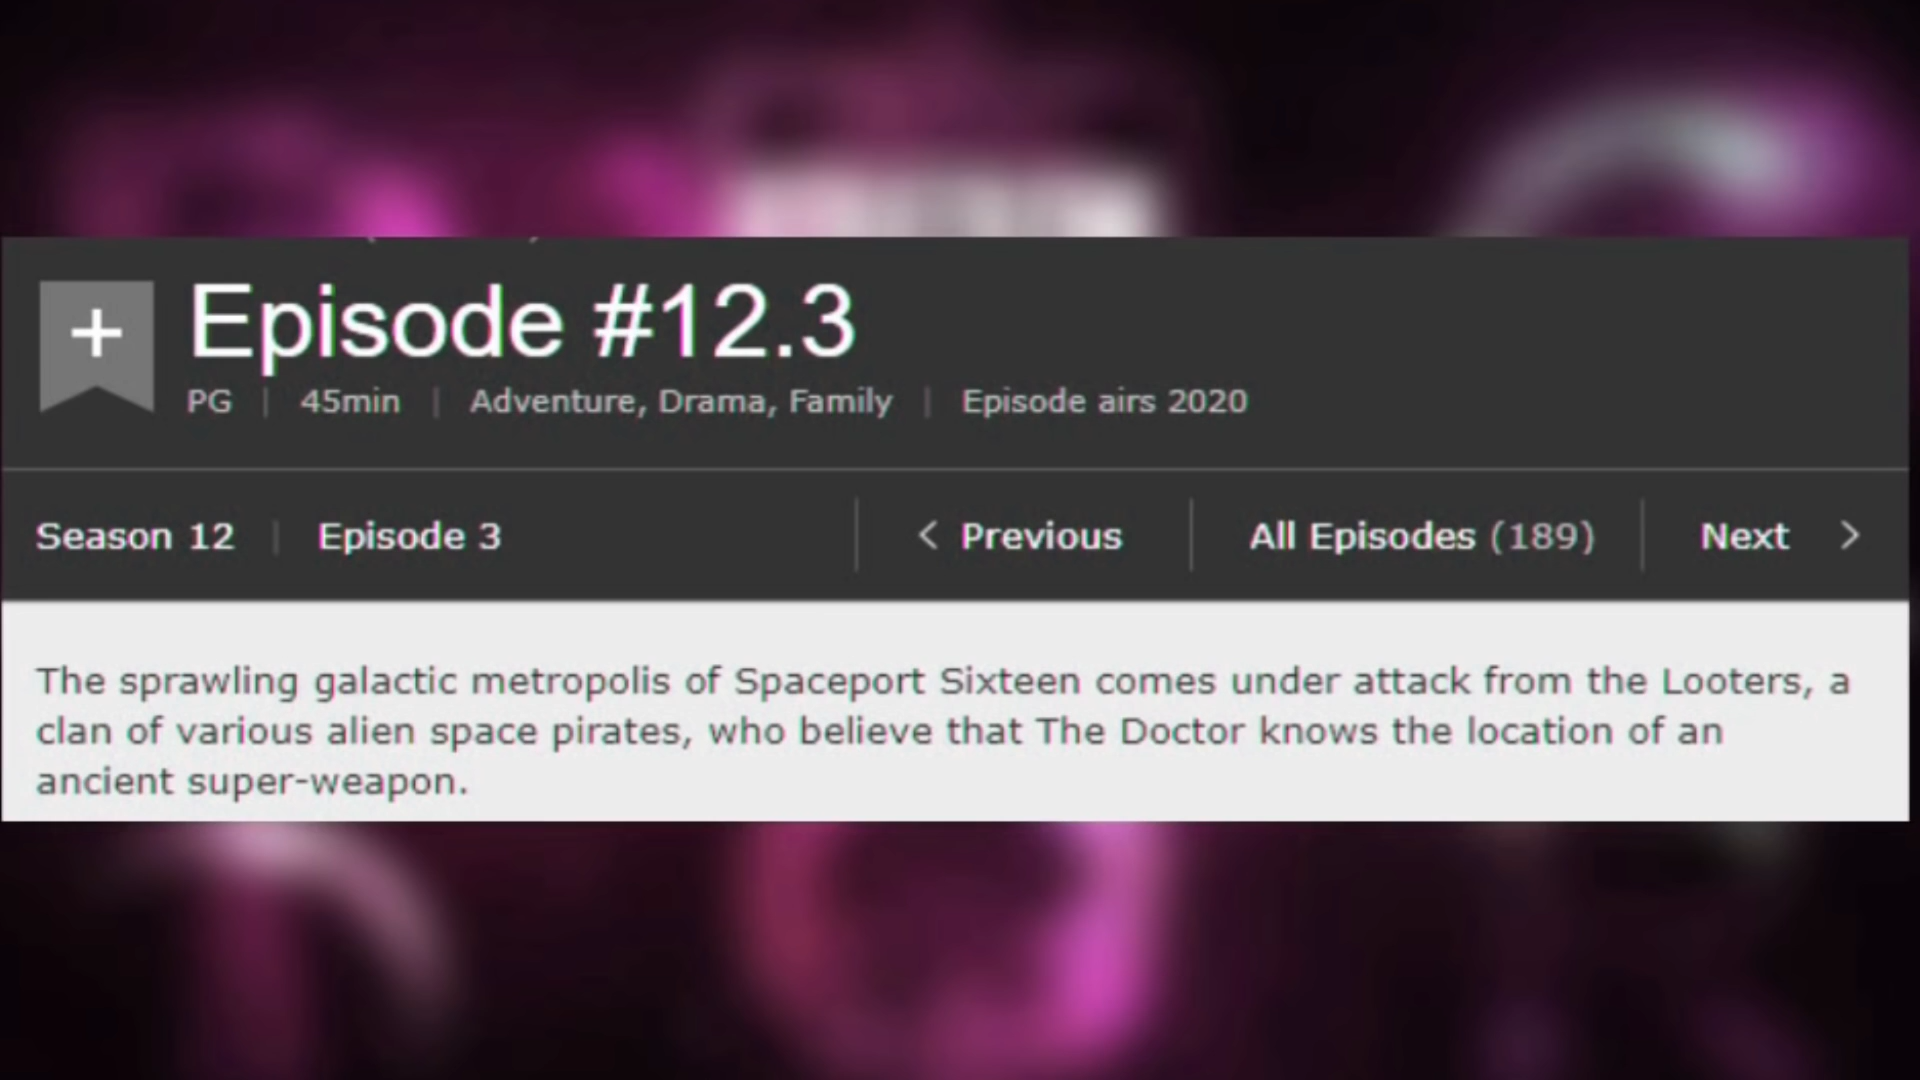 Episode #12.3
PG | 45min | Adventure, Drama, Family | Episode airs 2020
Season 12 | Episode 3 < Previous All Episodes (189) Next >
The sprawling galactic metropolis of Spaceport Sixteen comes under attack from the Looters, a
clan of various alien space pirates, who believe that The Doctor knows the location of an
ancient super-weapon.